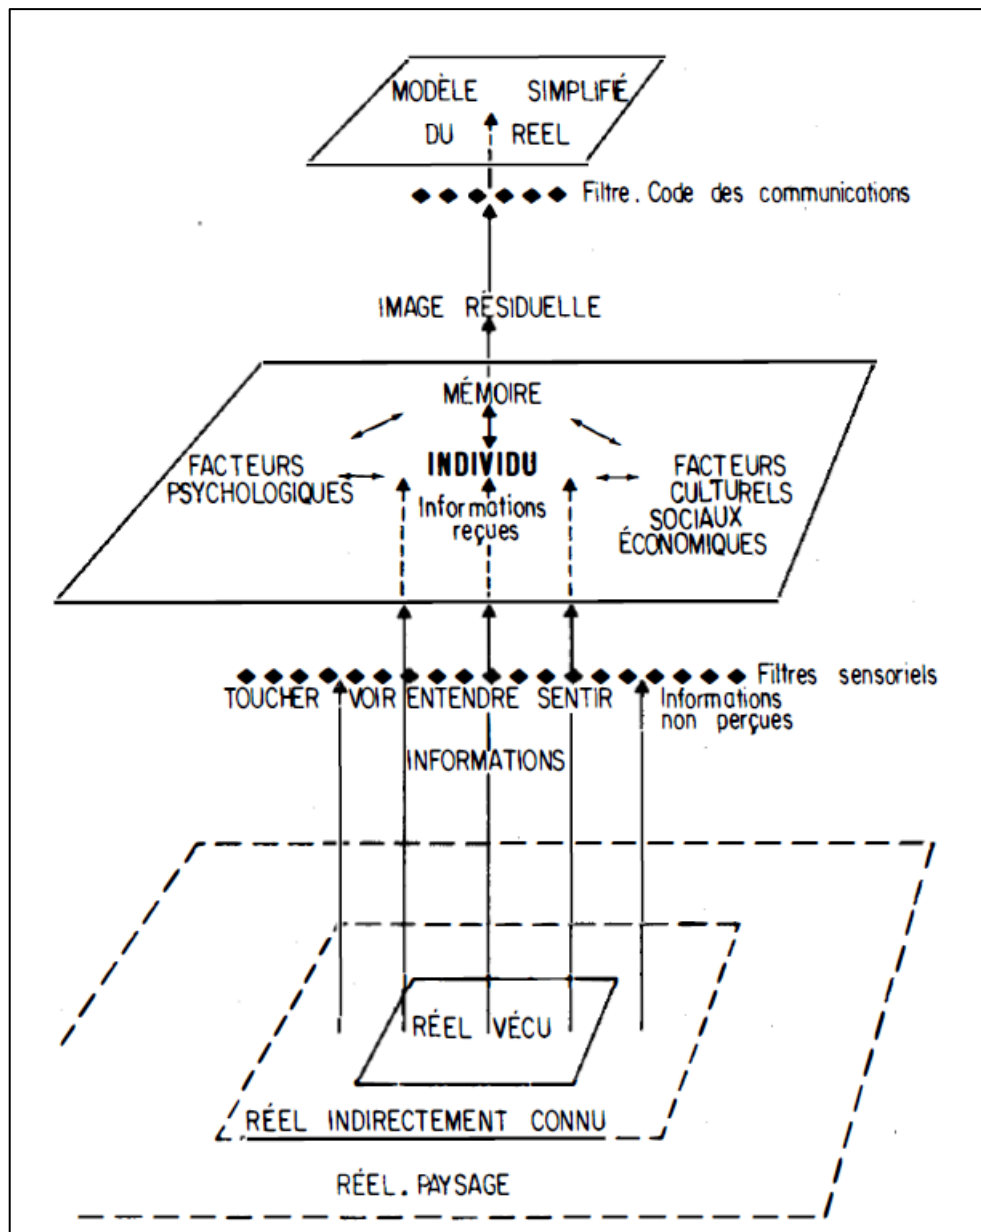 MODÈLE SIMPLIFIÉ
DU REEL
Filtre. Code des communications
IMAGE RÉSIDUELLE
MÉMOIRE
FACTEURS
PSYCHOLOGIQUES
INDIVIDU
Informations
reçues
FACTEURS
CULTURELS
SOCIAUX
ÉCONOMIQUES
Filtres sensoriels
TOUCHER VOIR ENTENDRE SENTIR
Informations
non perçues
INFORMATIONS
RÉEL VÉCU
RÉEL INDIRECTEMENT CONNU
RÉEL. PAYSAGE